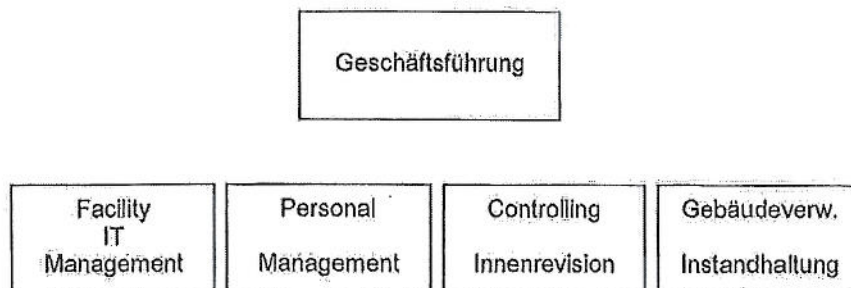 Geschäftsführung
Facility
IT
Management
Personal
Management
Controlling
Innenrevision
Gebäudeverw.
Instandhaltung